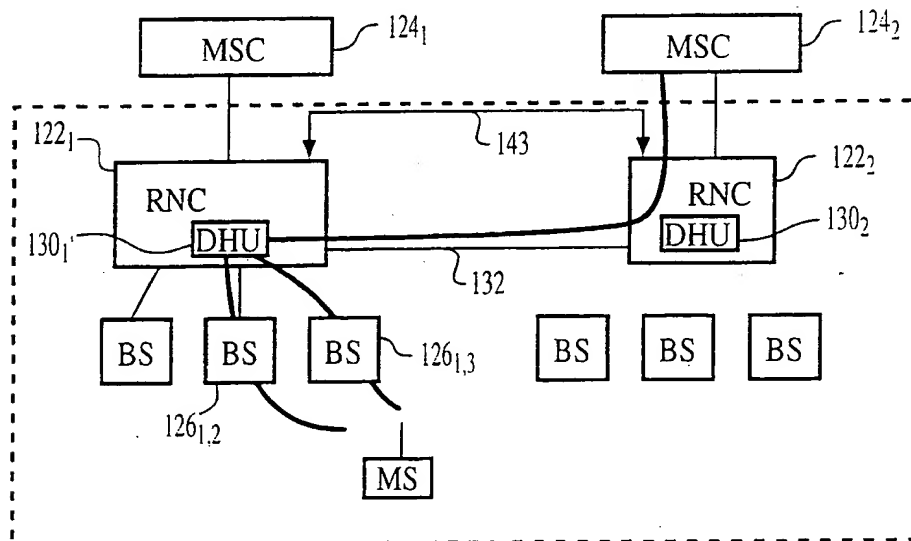 MSC
124₁
MSC
124₂
143
122₁
RNC
DHU
130₁'
122₂
RNC
DHU
130₂
132
BS
BS
BS
126₁,₃
126₁,₂
BS
BS
BS
MS